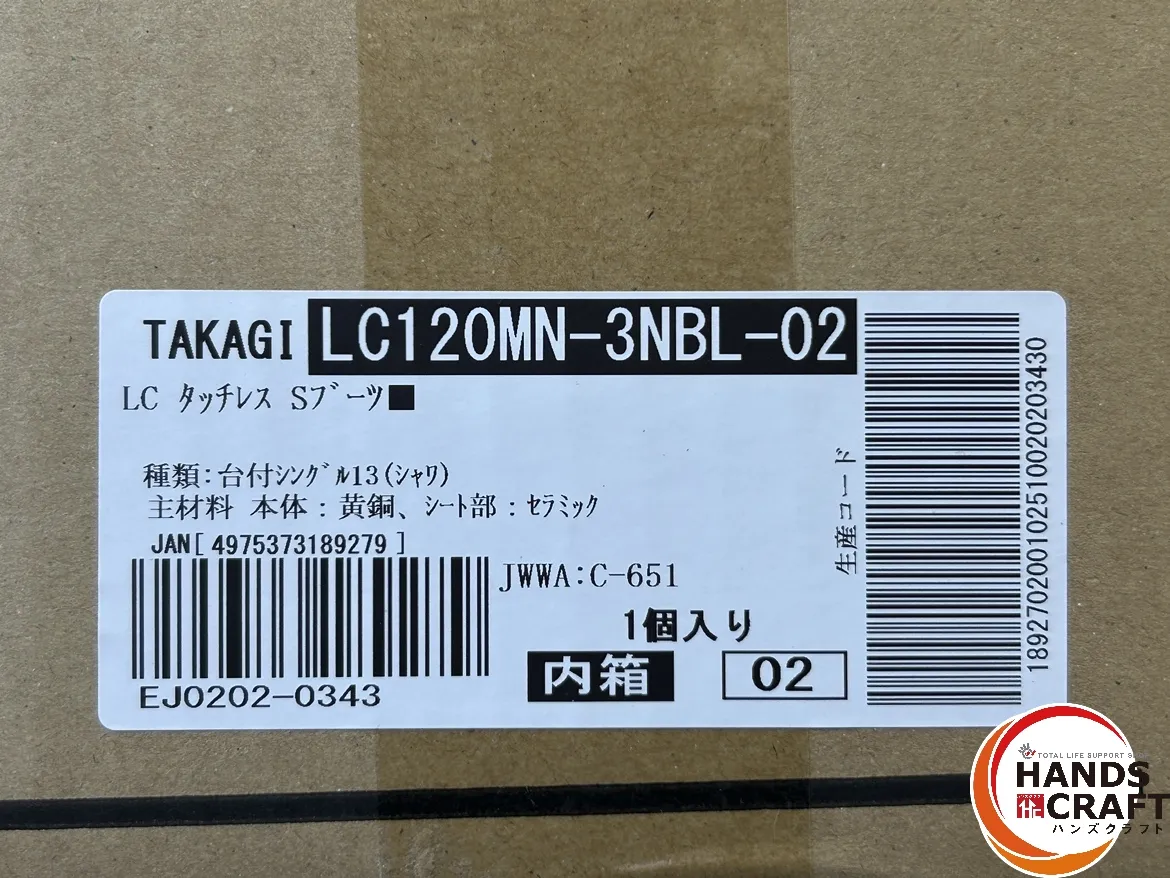 TAKAGI LC120MN-3NBL-02
LC ﾀｯﾁﾚｽ Sﾌﾞｰﾂ■
種類:台付ｼﾝｸﾞﾙ13(ｼｬﾜ)
主材料 本体:黄銅、ｼｰﾄ部:ｾﾗﾐｯｸ
JAN[ 4975373189279 ]
JWWA:C-651
1個入り
EJ0202-0343
内箱
02
生産コード
1892702001025100202203430
TOTAL LIFE SUPPORT S
HANDS
CRAFT
ハンズクラフト